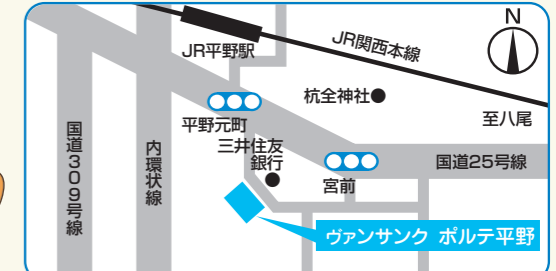 N
JR関西本線
JR平野駅
杭全神社
至八尾
平野元町
三井住友
銀行
国道309号線
内環状線
国道25号線
宮前
ヴァンサンク ポルテ平野